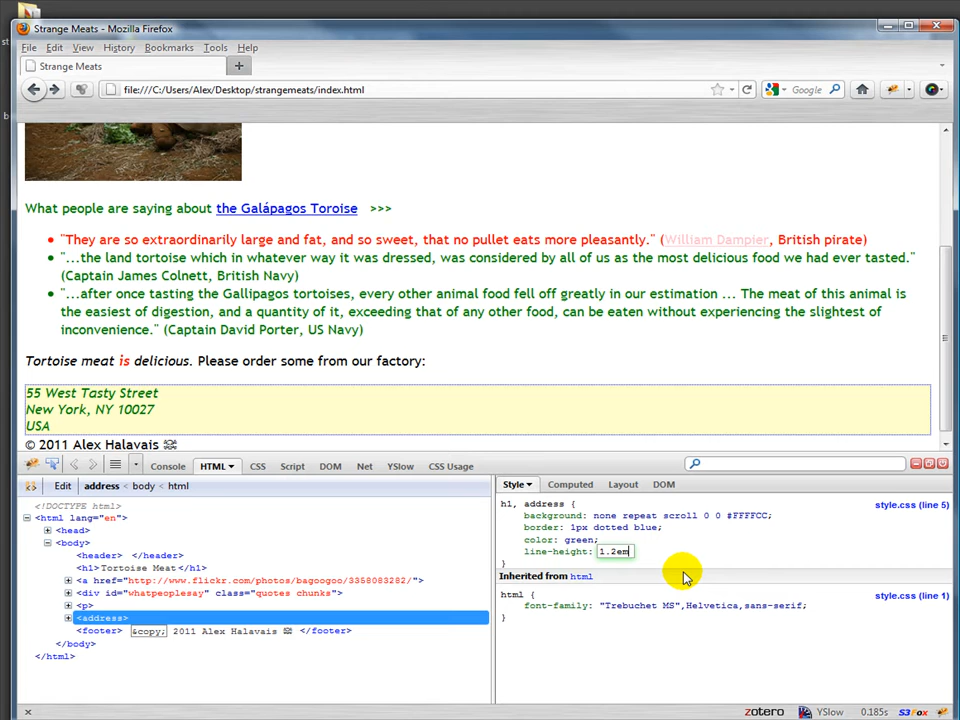 st
b
Strange Meats - Mozilla Firefox
File Edit View History Bookmarks Tools Help
Strange Meats +
file:///C:/Users/Alex/Desktop/strangemeats/index.html Google
What people are saying about the Galápagos Toroise >>>
• "They are so extraordinarily large and fat, and so sweet, that no pullet eats more pleasantly." (William Dampier, British pirate)
• "...the land tortoise which in whatever way it was dressed, was considered by all of us as the most delicious food we had ever tasted."
(Captain James Colnett, British Navy)
• "...after once tasting the Gallipagos tortoises, every other animal food fell off greatly in our estimation ... The meat of this animal is
the easiest of digestion, and a quantity of it, exceeding that of any other food, can be eaten without experiencing the slightest of
inconvenience." (Captain David Porter, US Navy)
Tortoise meat is delicious. Please order some from our factory:
55 West Tasty Street
New York, NY 10027
USA
© 2011 Alex Halavais
Console HTML CSS Script DOM Net YSlow CSS Usage
Edit address < body < html
Style Computed Layout DOM
<!DOCTYPE html>
<html lang="en">
<head>
<body>
<header> </header>
<h1>Tortoise Meat</h1>
<a href="http://www.flickr.com/photos/bagoogoo/3358083282/">
<div id="whatpeoplesay" class="quotes chunks">
<p>
<address>
<footer> &copy; 2011 Alex Halavais </footer>
</body>
</html>
h1, address { style.css (line 5)
background: none repeat scroll 0 0 #FFFFCC;
border: 1px dotted blue;
color: green;
line-height: 1.2em
}
Inherited from html
html { style.css (line 1)
font-family: "Trebuchet MS",Helvetica,sans-serif;
}
zotero YSlow 0.185s S3Fox